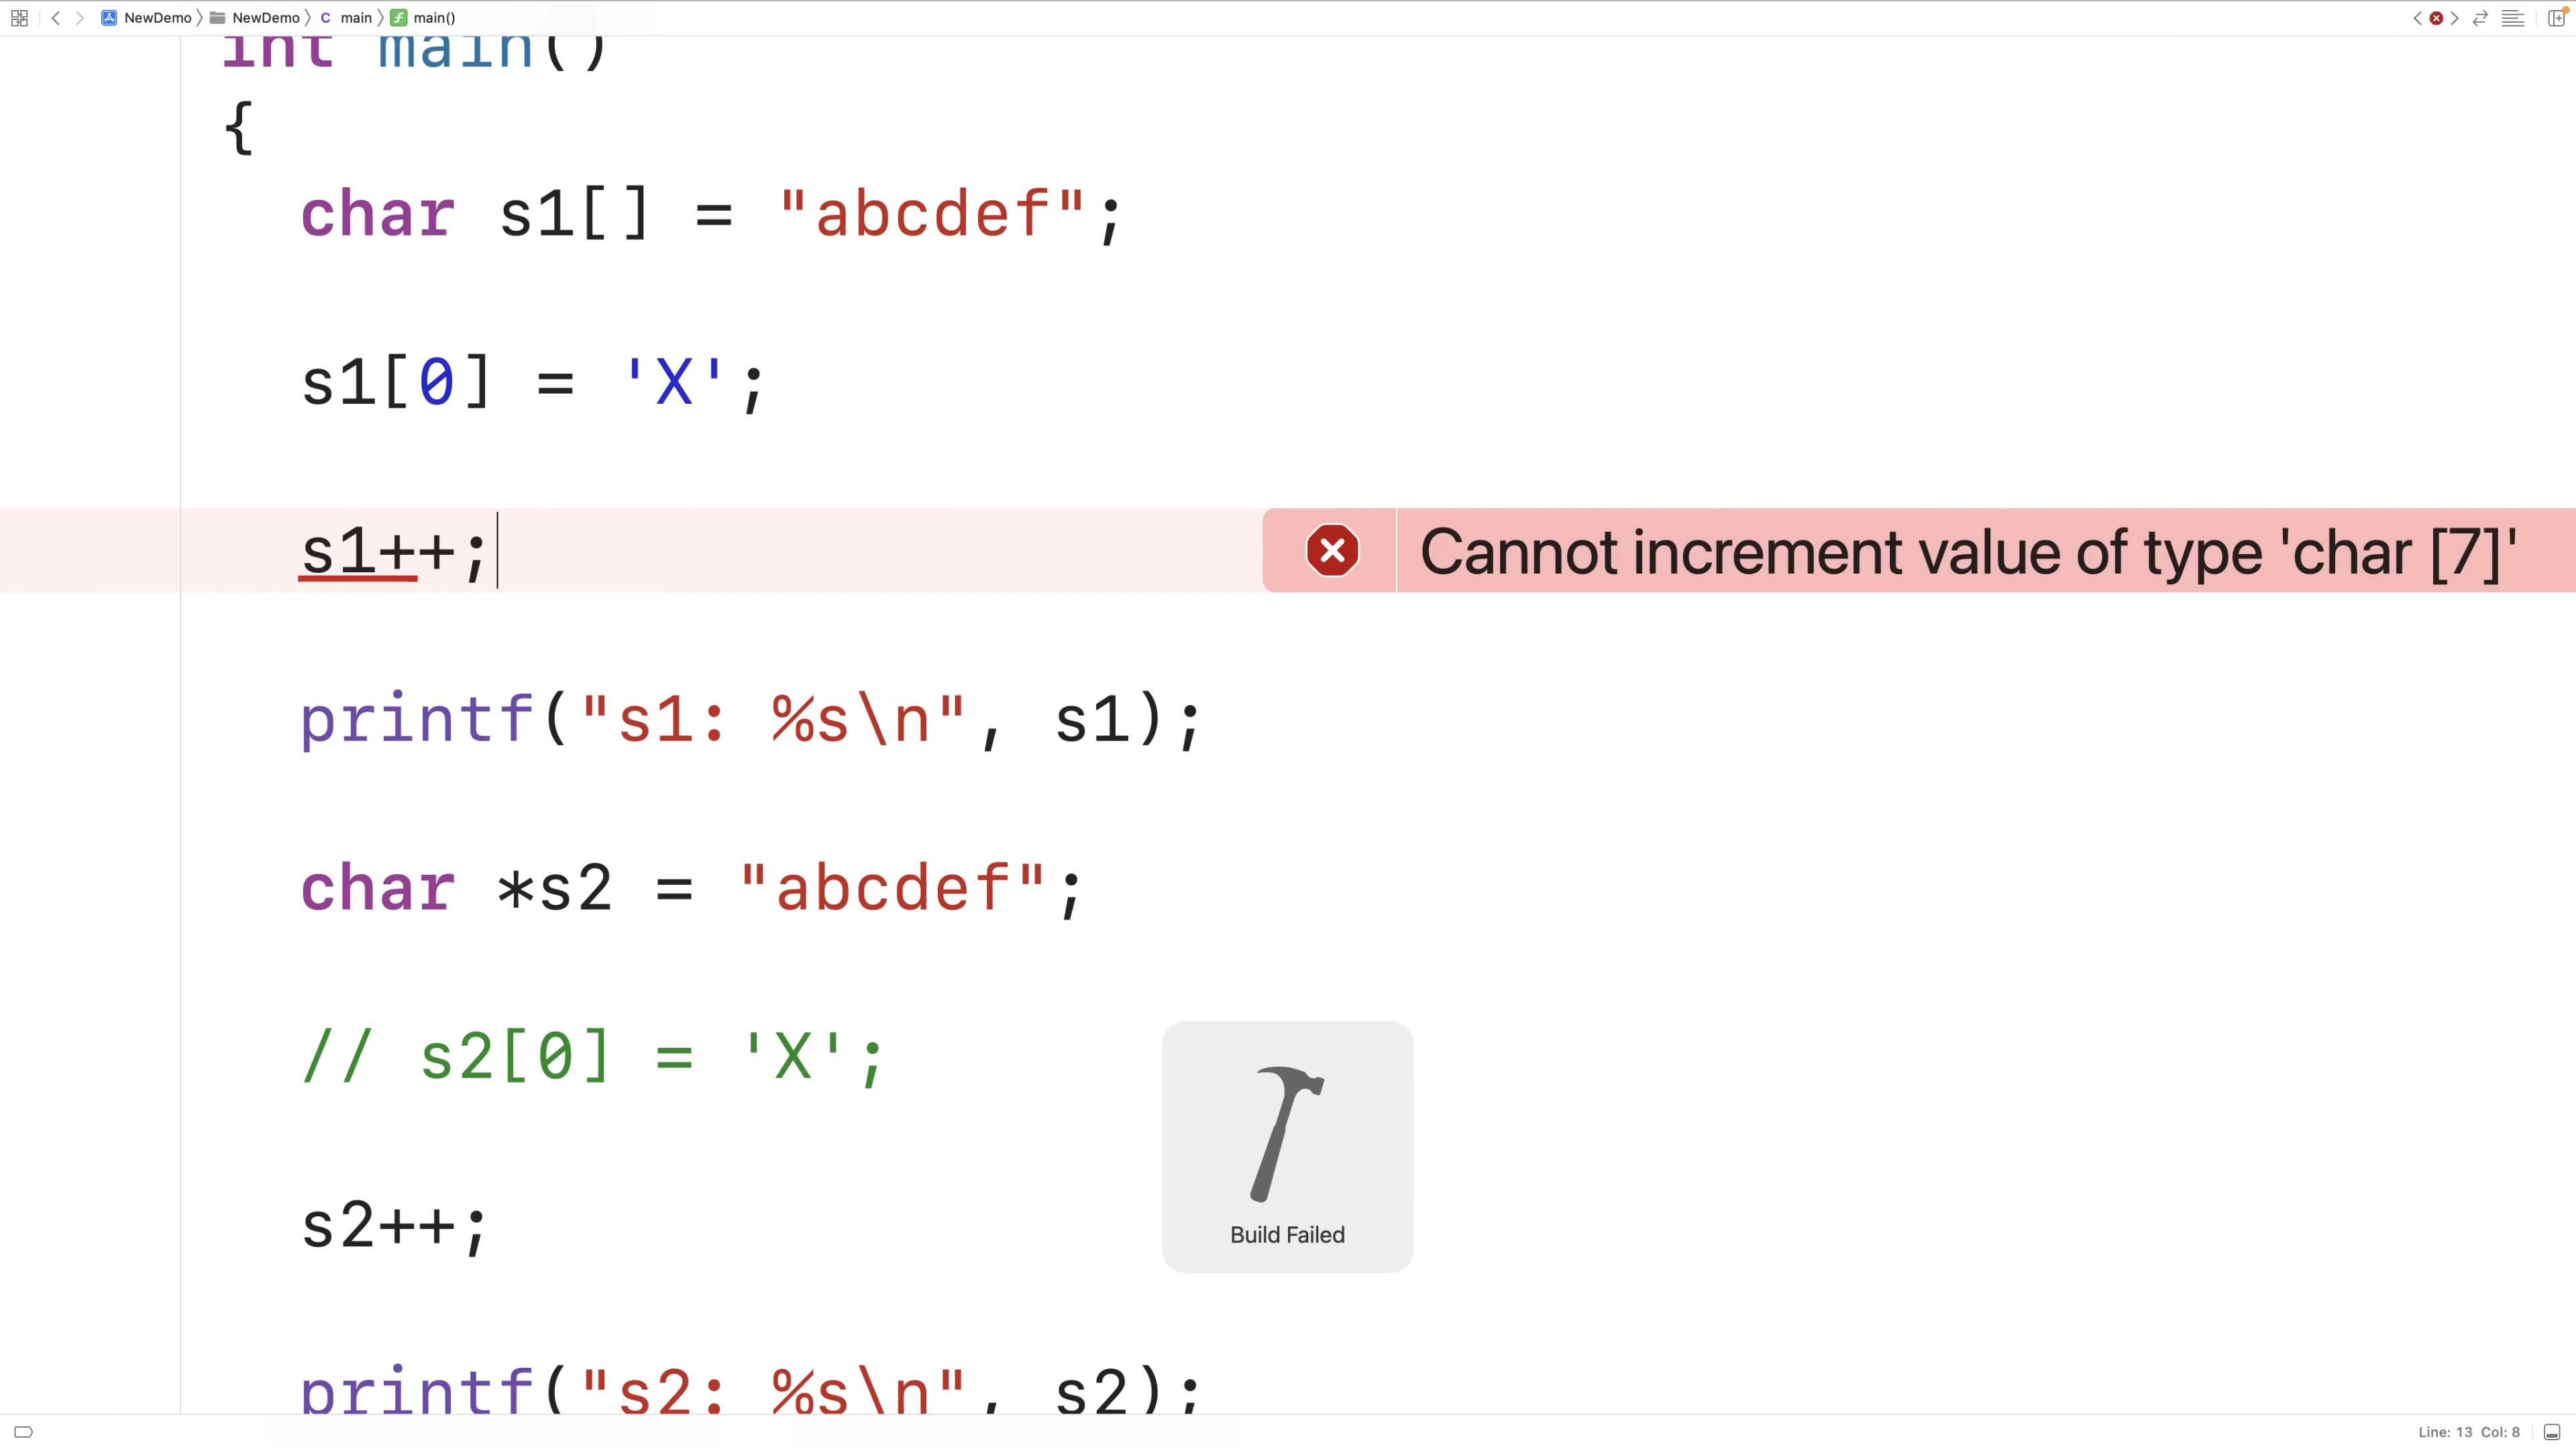 NewDemo NewDemo C main f main()
int main()
{
char s1[] = "abcdef";
s1[0] = 'X';
s1++;
Cannot increment value of type 'char [7]'
printf("s1: %s\n", s1);
char *s2 = "abcdef";
// s2[0] = 'X';
s2++;
Build Failed
printf("s2: %s\n", s2);
Line: 13 Col: 8